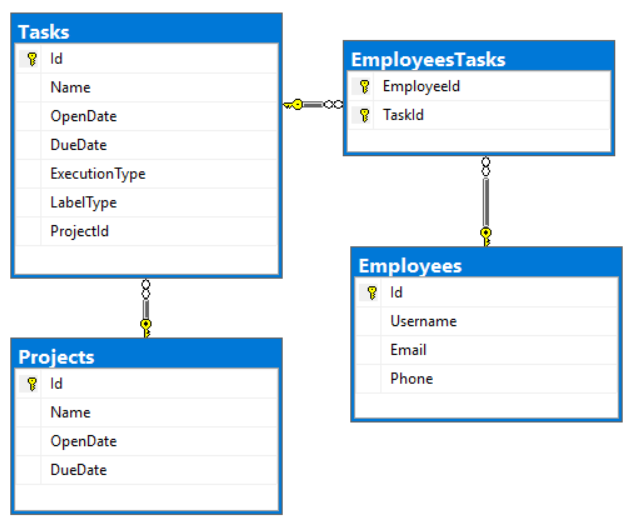 Tasks
Id
Name
OpenDate
DueDate
ExecutionType
LabelType
ProjectId
EmployeesTasks
EmployeeId
TaskId
Employees
Id
Username
Email
Phone
Projects
Id
Name
OpenDate
DueDate